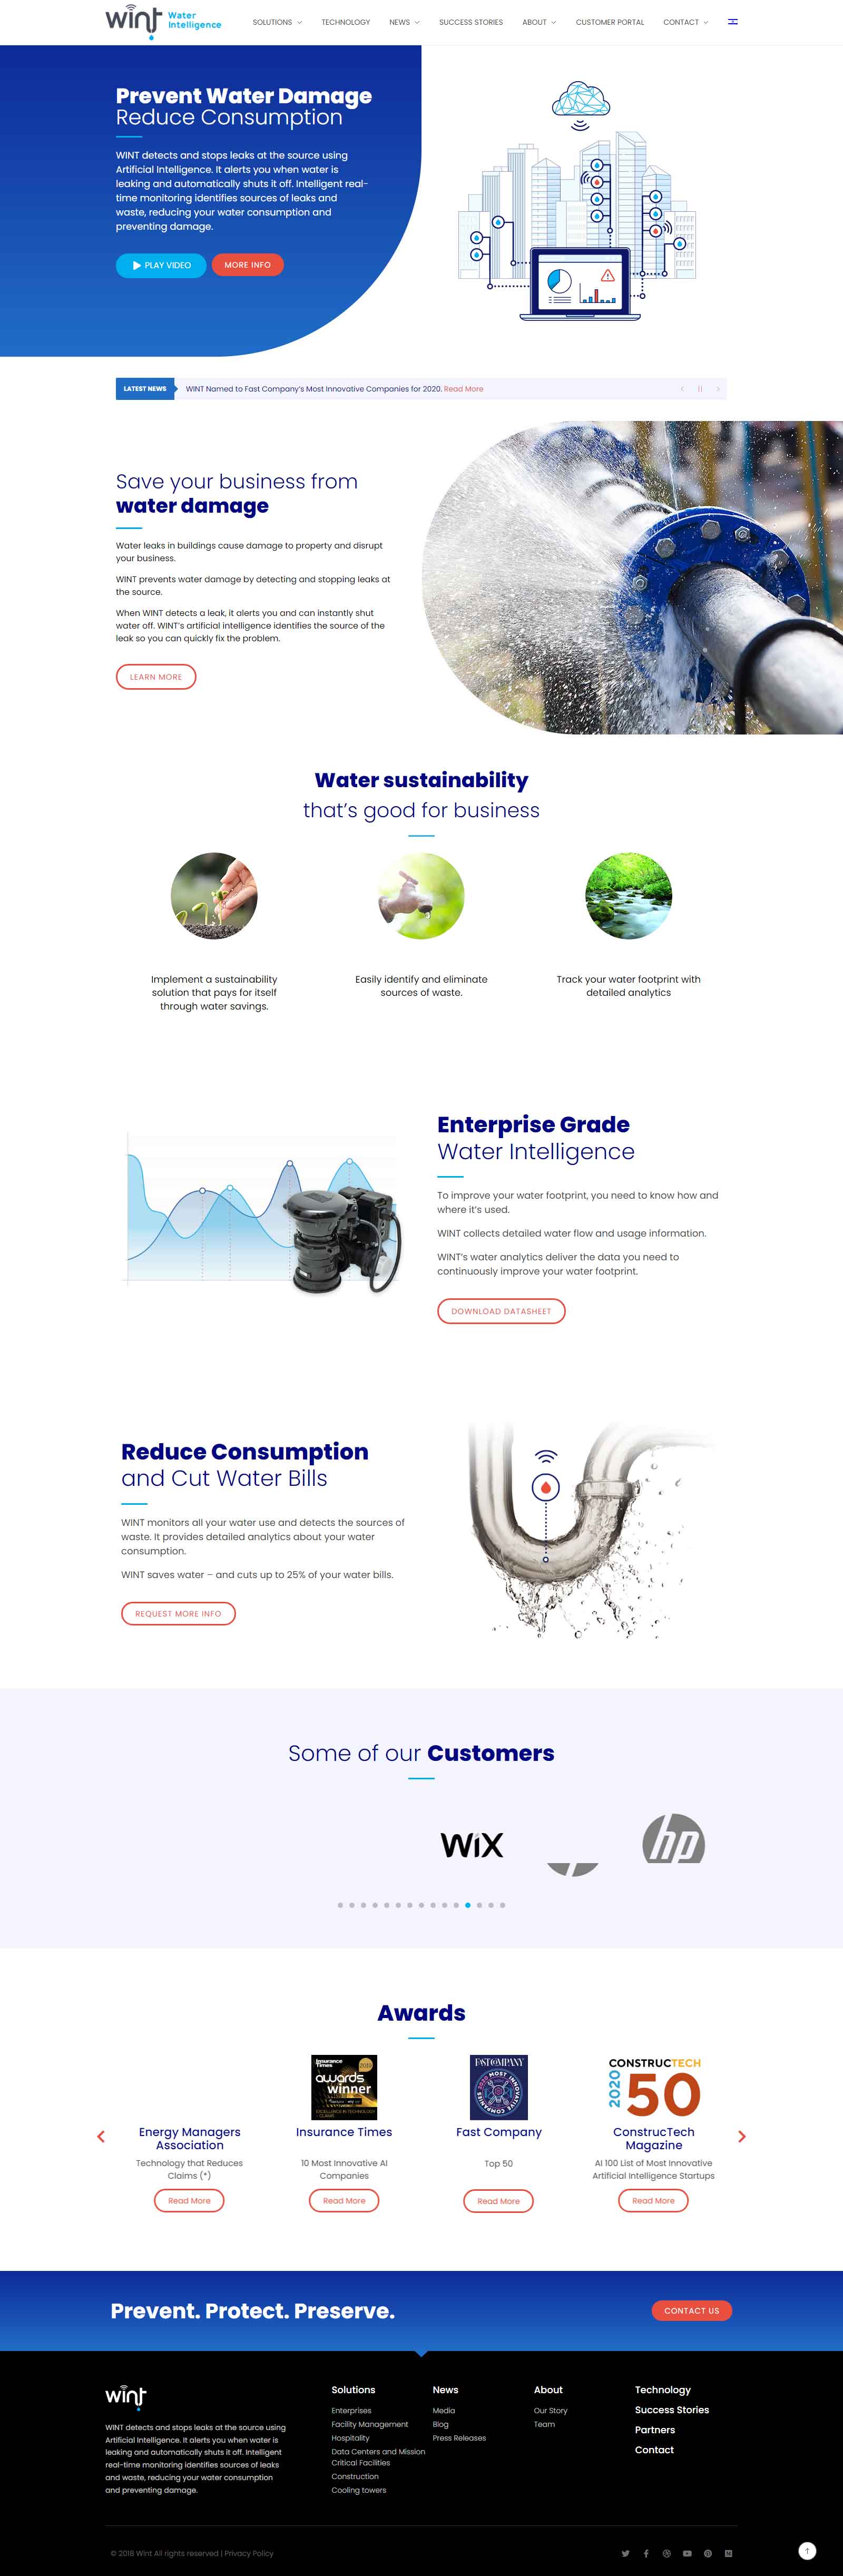 wint Water Intelligence
SOLUTIONS
TECHNOLOGY
NEWS
SUCCESS STORIES
ABOUT
CUSTOMER PORTAL
CONTACT
Prevent Water Damage
Reduce Consumption
WINT detects and stops leaks at the source using
Artificial Intelligence. It alerts you when water is
leaking and automatically shuts it off. Intelligent real-
time monitoring identifies sources of leaks and
waste, reducing your water consumption and
preventing damage.
PLAY VIDEO
MORE INFO
LATEST NEWS
WINT Named to Fast Company's Most Innovative Companies for 2020. Read More
Save your business from
water damage
Water leaks in buildings cause damage to property and disrupt
your business.
WINT prevents water damage by detecting and stopping leaks at
the source.
When WINT detects a leak, it alerts you and can instantly shut
water off. WINT's artificial intelligence identifies the source of the
leak so you can quickly fix the problem.
LEARN MORE
Water sustainability
that's good for business
Implement a sustainability
solution that pays for itself
through water savings.
Easily identify and eliminate
sources of waste.
Track your water footprint with
detailed analytics
Enterprise Grade
Water Intelligence
To improve your water footprint, you need to know how and
where it's used.
WINT collects detailed water flow and usage information.
WINT's water analytics deliver the data you need to
continuously improve your water footprint.
DOWNLOAD DATASHEET
Reduce Consumption
and Cut Water Bills
WINT monitors all your water use and detects the sources of
waste. It provides detailed analytics about your water
consumption.
WINT saves water – and cuts up to 25% of your water bills.
REQUEST MORE INFO
Some of our Customers
WiX
hp
Awards
Insurance Times
awards
winner
FAST COMPANY
MOST INNOVATIVE COMPANIES
CONSTRUCTECH
2020
50
Energy Managers
Association
Technology that Reduces
Claims (*)
Read More
Insurance Times
10 Most Innovative AI
Companies
Read More
Fast Company
Top 50
Read More
ConstrucTech
Magazine
AI 100 List of Most Innovative
Artificial Intelligence Startups
Read More
Prevent. Protect. Preserve.
CONTACT US
wint
WINT detects and stops leaks at the source using
Artificial Intelligence. It alerts you when water is
leaking and automatically shuts it off. Intelligent
real-time monitoring identifies sources of leaks
and waste, reducing your water consumption
and preventing damage.
Solutions
Enterprises
Facility Management
Hospitality
Data Centers and Mission
Critical Facilities
Construction
Cooling towers
News
Media
Blog
Press Releases
About
Our Story
Team
Technology
Success Stories
Partners
Contact
© 2018 Wint All rights reserved | Privacy Policy